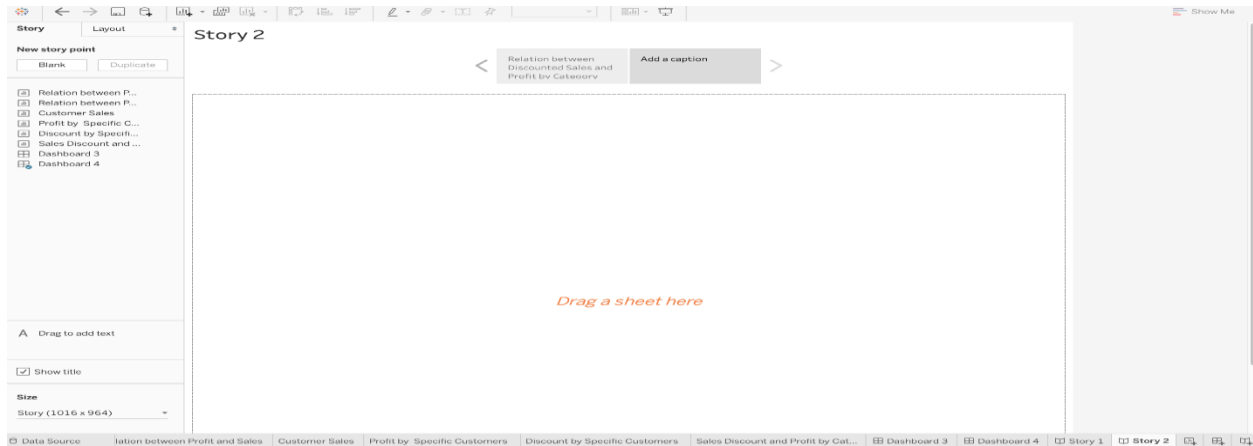 Show Me
Story Layout
Story 2
New story point
Blank Duplicate
Relation between
Discounted Sales and
Profit by Category
Add a caption
Relation between P...
Relation between P...
Customer Sales
Profit by Specific C...
Discount by Specifi...
Sales Discount and ...
Dashboard 3
Dashboard 4
Drag a sheet here
A Drag to add text
Show title
Size
Story (1016 x 964)
Data Source lation between Profit and Sales Customer Sales Profit by Specific Customers Discount by Specific Customers Sales Discount and Profit by Cat... Dashboard 3 Dashboard 4 Story 1 Story 2